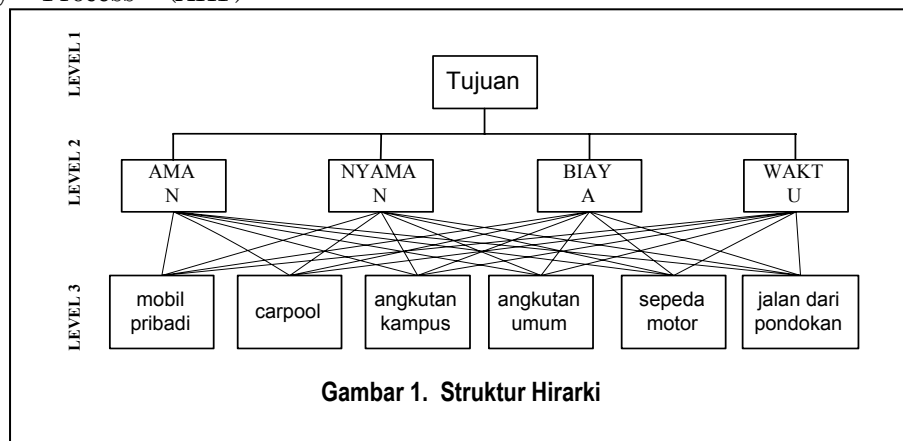 Process (AHP)
LEVEL 1
Tujuan
LEVEL 2
AMA
N
NYAMA
N
BIAY
A
WAKT
U
LEVEL 3
mobil
pribadi
carpool
angkutan
kampus
angkutan
umum
sepeda
motor
jalan dari
pondokan
Gambar 1. Struktur Hirarki